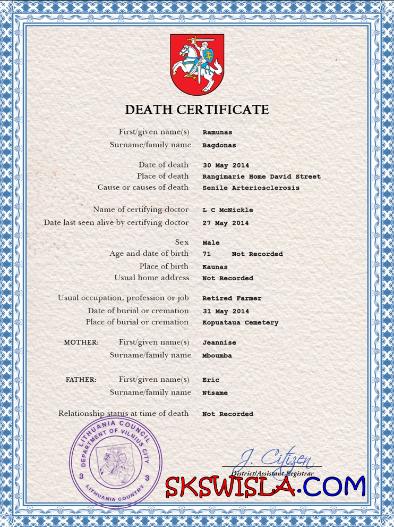 DEATH CERTIFICATE
First/given name(s) Ramunas
Surname/family name Bagdonas
Date of death 30 May 2014
Place of death Rangimarie Home David Street
Cause or causes of death Senile Arteriosclerosis
Name of certifying doctor L C McNickle
Date last seen alive by certifying doctor 27 May 2014
Sex Male
Age and date of birth 71 Not Recorded
Place of birth Kaunas
Usual home address Not Recorded
Usual occupation, profession or job Retired Farmer
Date of burial or cremation 31 May 2014
Place of burial or cremation Kopuataua Cemetery
MOTHER: First/given name(s) Jeannise
Surname/family name Mboumba
FATHER: First/given name(s) Eric
Surname/family name Ntsame
Relationship status at time of death Not Recorded
LITHUANIA COUNCIL
DEPARTMENT OF VILNIUS CITY
3 3
LITHUANIA COUNTRY
J. Citizen
District/Assistant Registrar
SKSWISLA.COM